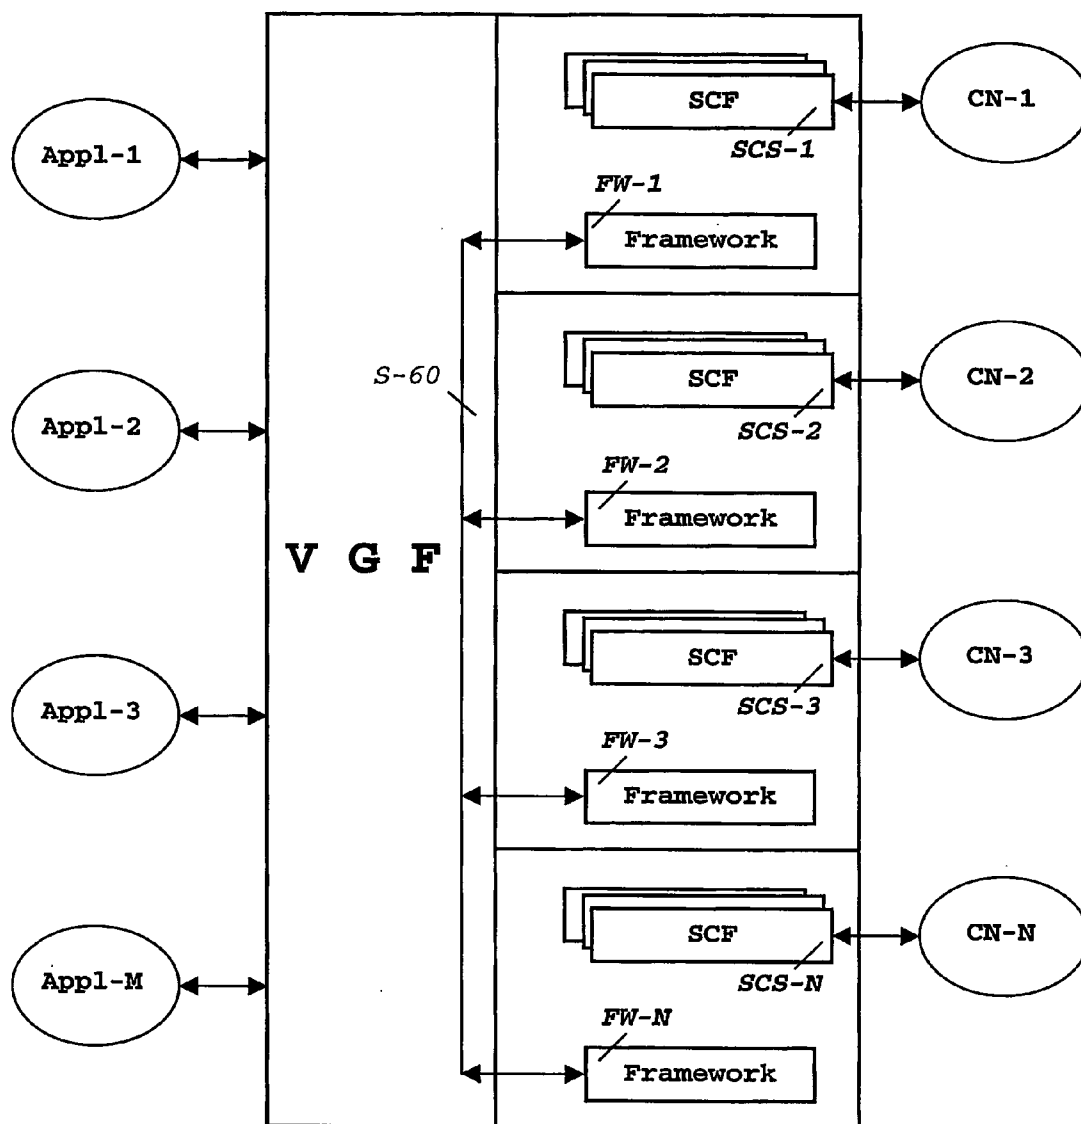 SCF
CN-1
SCS-1
Appl-1
FW-1
Framework
SCF
CN-2
S-60
SCS-2
Appl-2
FW-2
Framework
V G F
SCF
CN-3
SCS-3
Appl-3
FW-3
Framework
SCF
CN-N
SCS-N
Appl-M
FW-N
Framework